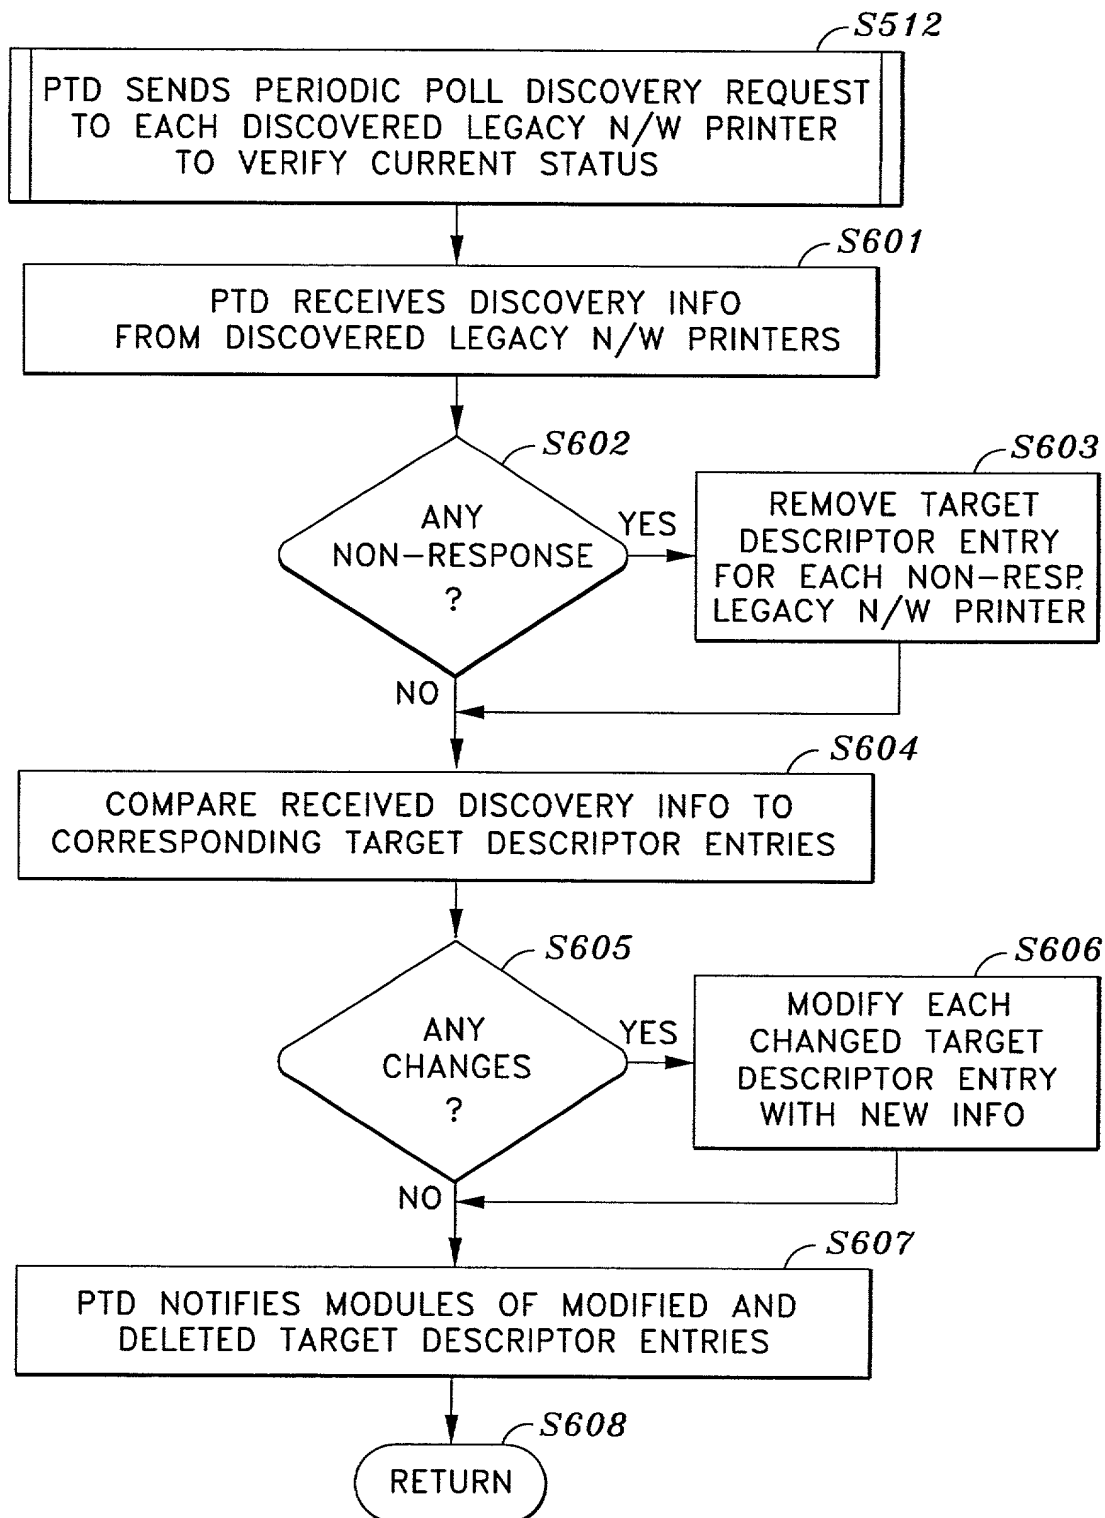 S512
PTD SENDS PERIODIC POLL DISCOVERY REQUEST
TO EACH DISCOVERED LEGACY N/W PRINTER
TO VERIFY CURRENT STATUS
S601
PTD RECEIVES DISCOVERY INFO
FROM DISCOVERED LEGACY N/W PRINTERS
S602
ANY
NON-RESPONSE
?
YES
S603
REMOVE TARGET
DESCRIPTOR ENTRY
FOR EACH NON-RESP.
LEGACY N/W PRINTER
NO
S604
COMPARE RECEIVED DISCOVERY INFO TO
CORRESPONDING TARGET DESCRIPTOR ENTRIES
S605
ANY
CHANGES
?
YES
S606
MODIFY EACH
CHANGED TARGET
DESCRIPTOR ENTRY
WITH NEW INFO
NO
S607
PTD NOTIFIES MODULES OF MODIFIED AND
DELETED TARGET DESCRIPTOR ENTRIES
S608
RETURN